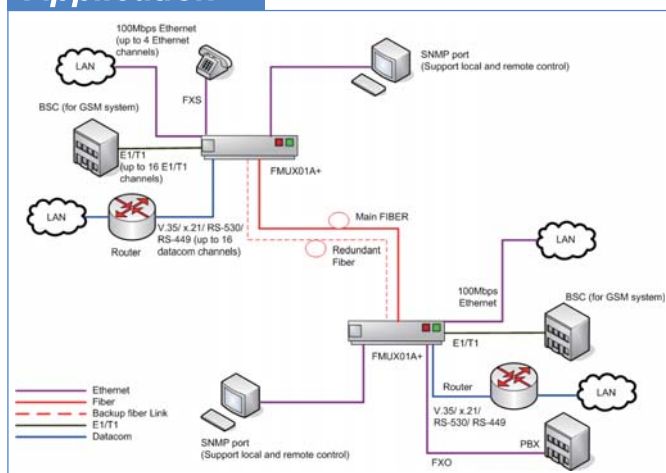 Application
100Mbps Ethernet
(up to 4 Ethernet
channels)
LAN
FXS
SNMP port
(Support local and remote control)
BSC (for GSM system)
E1/T1
(up to 16 E1/T1
channels)
FMUX01A+
LAN
Router
V.35/ x.21/ RS-530/
RS-449 (up to 16
datacom channels)
Main FIBER
Redundant
Fiber
LAN
100Mbps
Ethernet
BSC (for GSM system)
FMUX01A+
E1/T1
Router
LAN
V.35/ x.21/
RS-530/ RS-449
PBX
FXO
SNMP port
(Support local and remote control)
Ethernet
Fiber
Backup fiber Link
E1/T1
Datacom